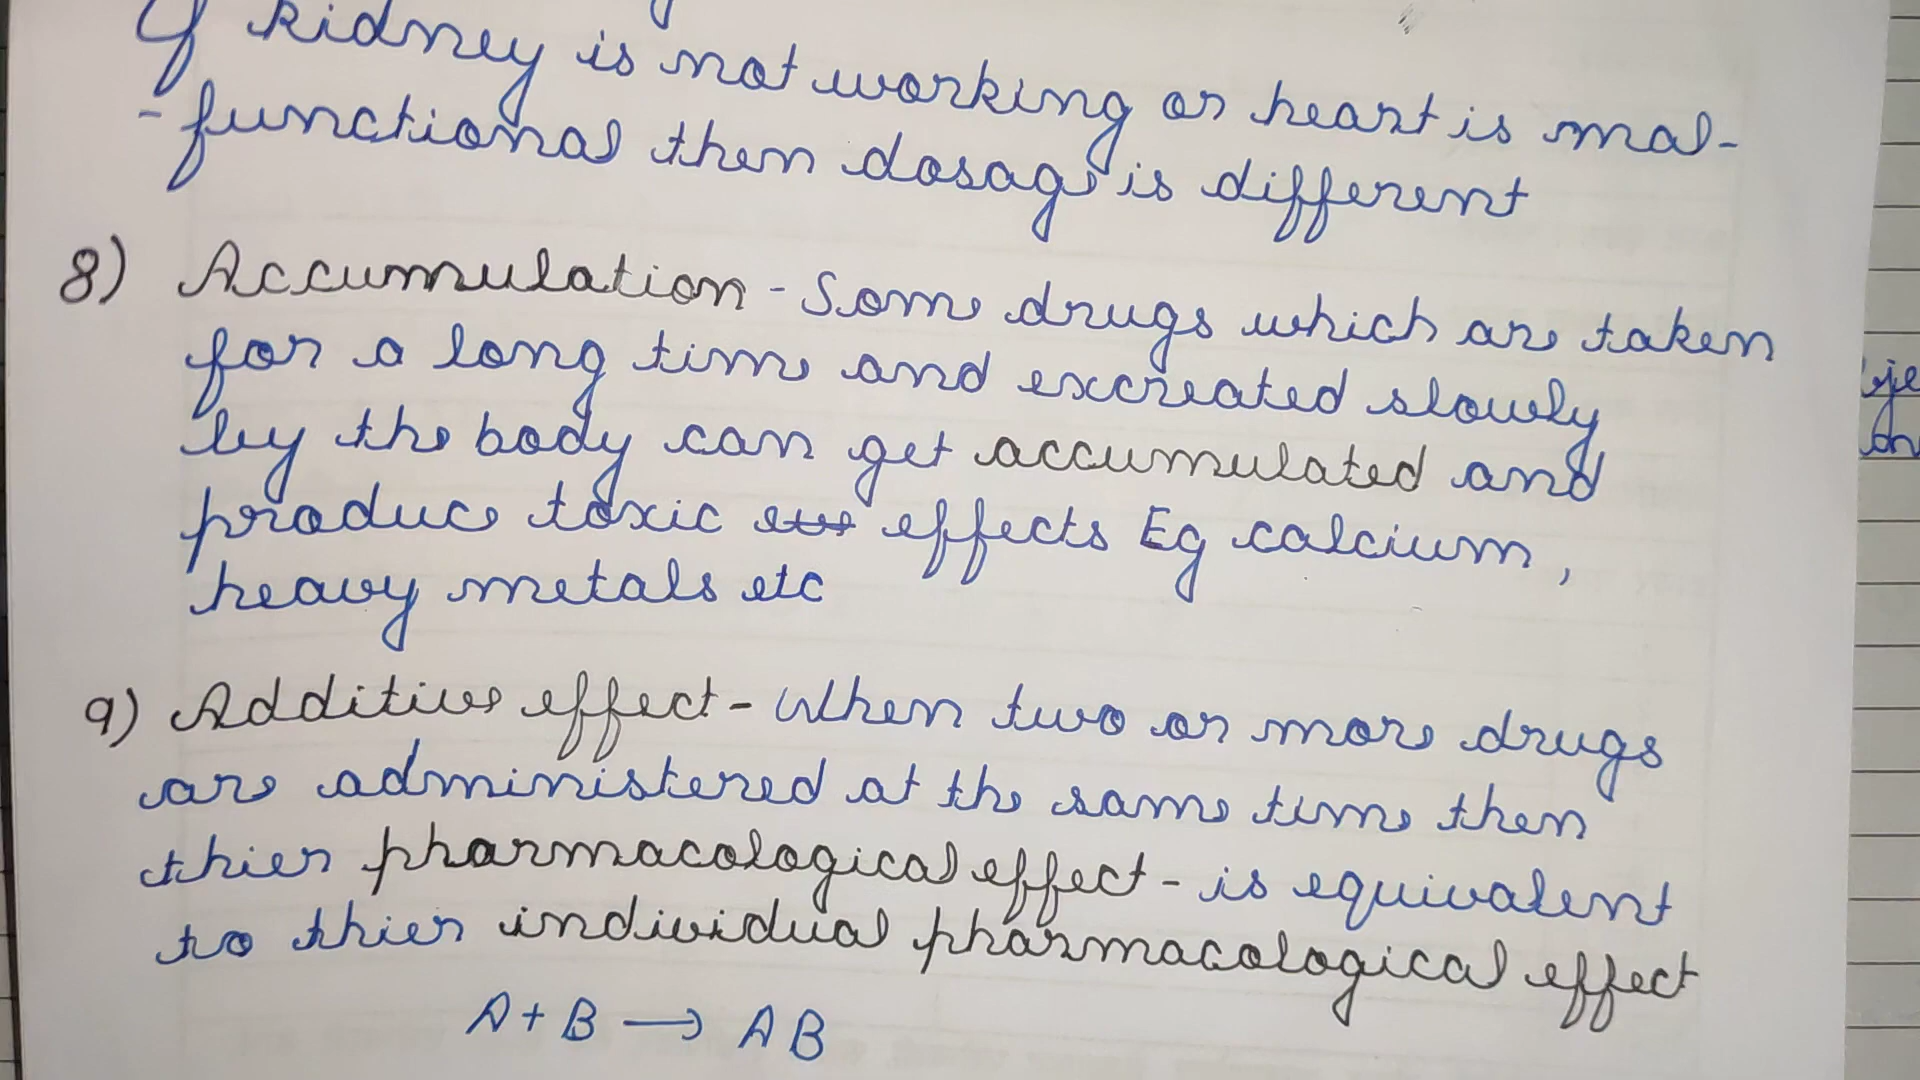 If kidney is not working or heart is mal-
-functional then dosage is different
8) Accumulation - Some drugs which are taken
for a long time and excreated slowly
by the body can get accumulated and
produce toxic effects Eg calcium,
heavy metals etc
9) Additive effect - When two or more drugs
are administered at the same time then
thier pharmacological effect - is equivalent
to thier individual pharmacological effect
A + B → AB